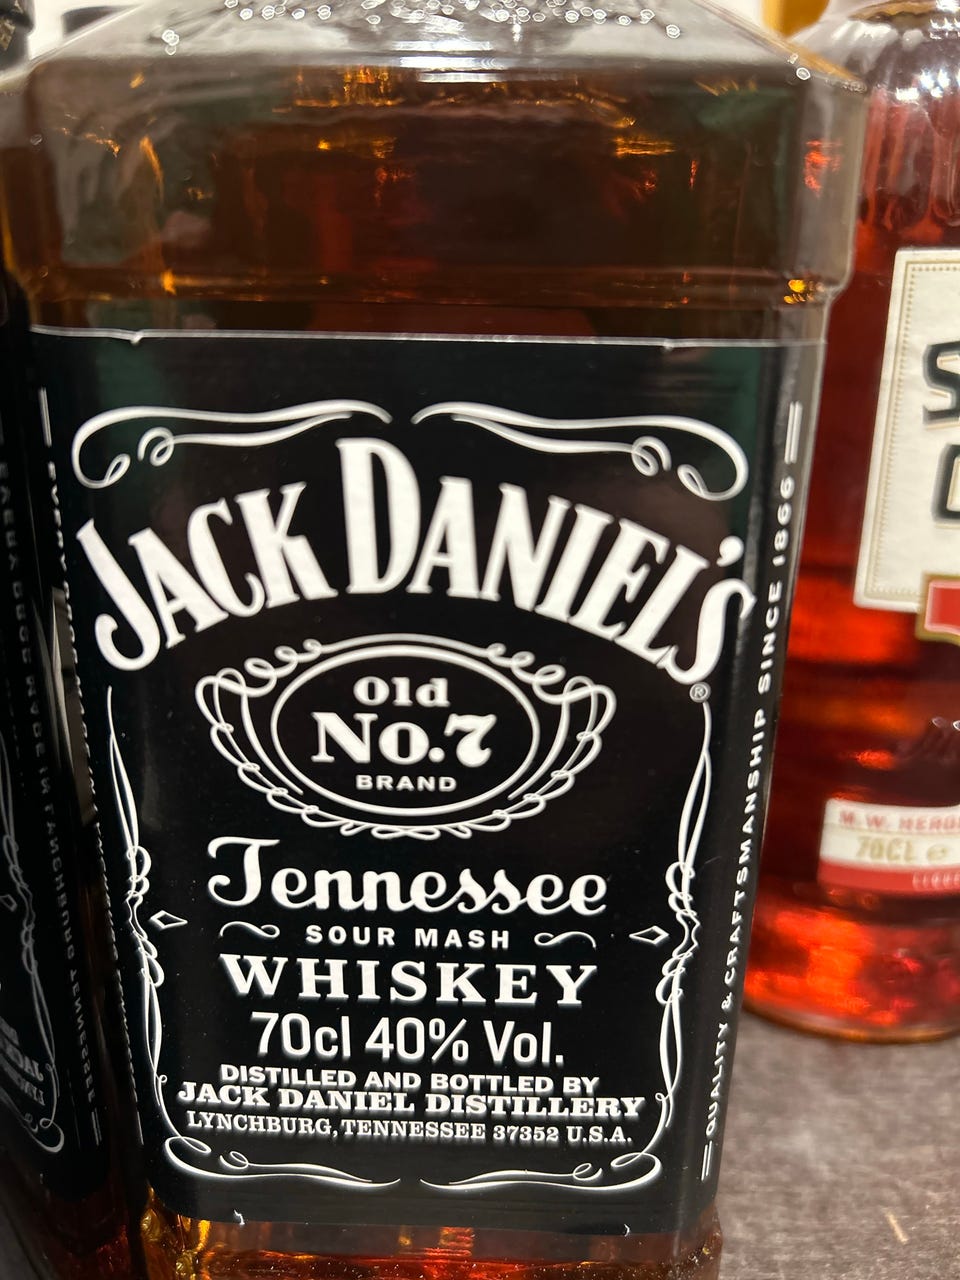 JACK DANIEL'S
®
Old
No.7
BRAND
Tennessee
SOUR MASH
WHISKEY
70cl 40% Vol.
DISTILLED AND BOTTLED BY
JACK DANIEL DISTILLERY
LYNCHBURG, TENNESSEE 37352 U.S.A.
QUALITY & CRAFTSMANSHIP SINCE 1866
M.W. HERO
70CL e